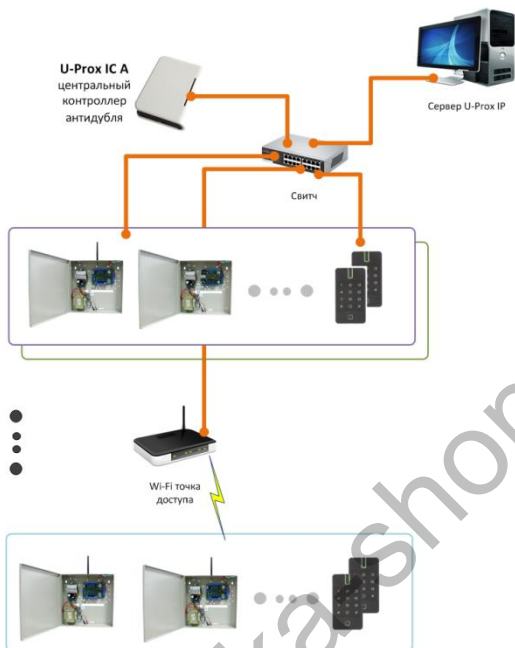 U-Prox IC A
центральный
контроллер
антидубля
Сервер U-Prox IP
Свитч
Wi-Fi точка
доступа